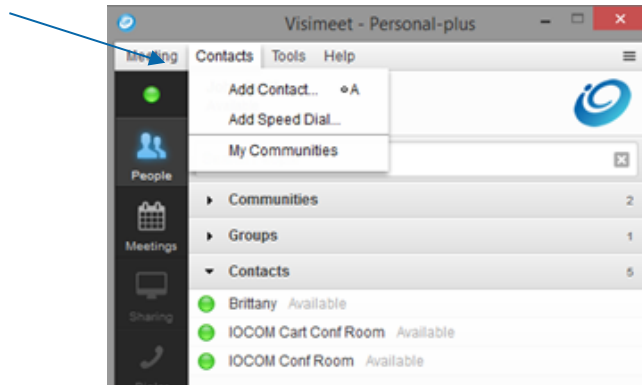 Visimeet - Personal-plus
Meeting Contacts Tools Help
Add Contact... A
Add Speed Dial...
My Communities
People
Communities 2
Meetings
Groups 1
Contacts 5
Sharing
Brittany Available
IOCOM Cart Conf Room Available
IOCOM Conf Room Available